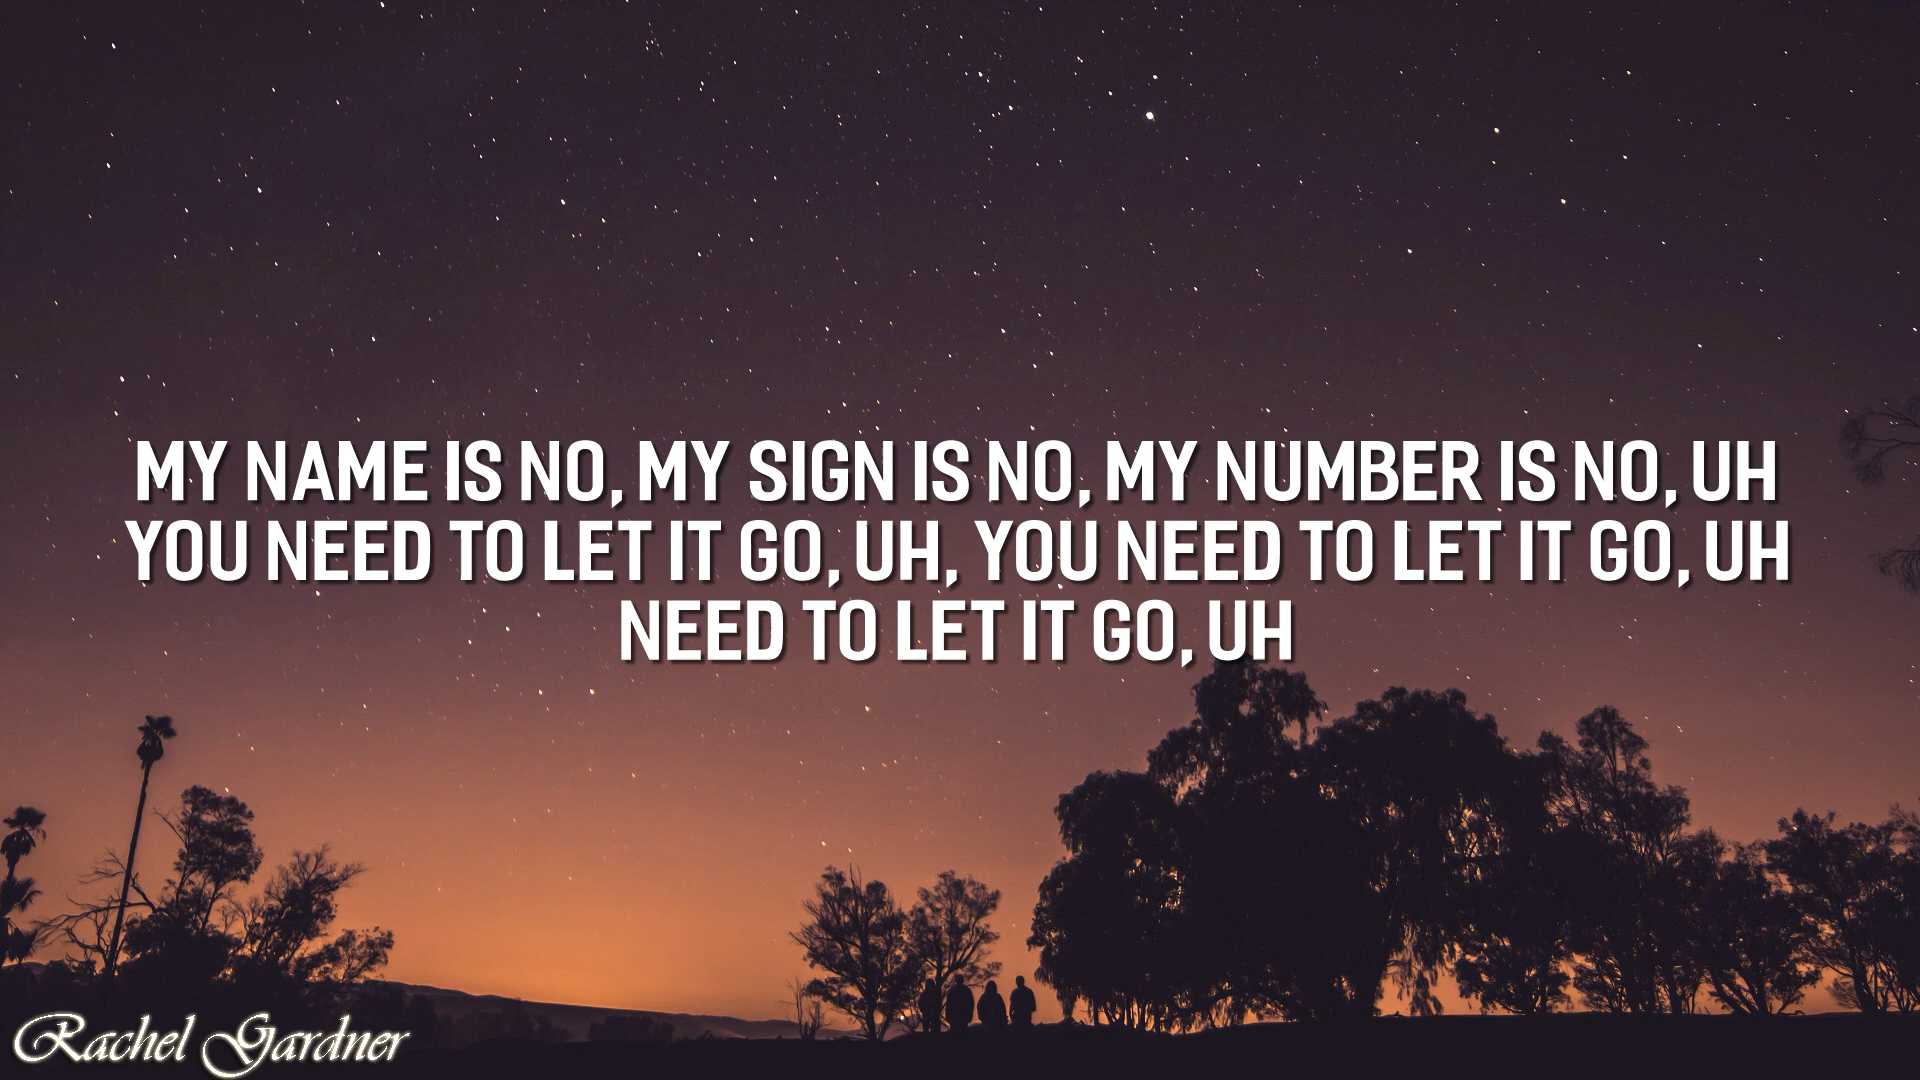 MY NAME IS NO, MY SIGN IS NO, MY NUMBER IS NO, UH
YOU NEED TO LET IT GO, UH, YOU NEED TO LET IT GO, UH
NEED TO LET IT GO, UH
Rachel Gardner